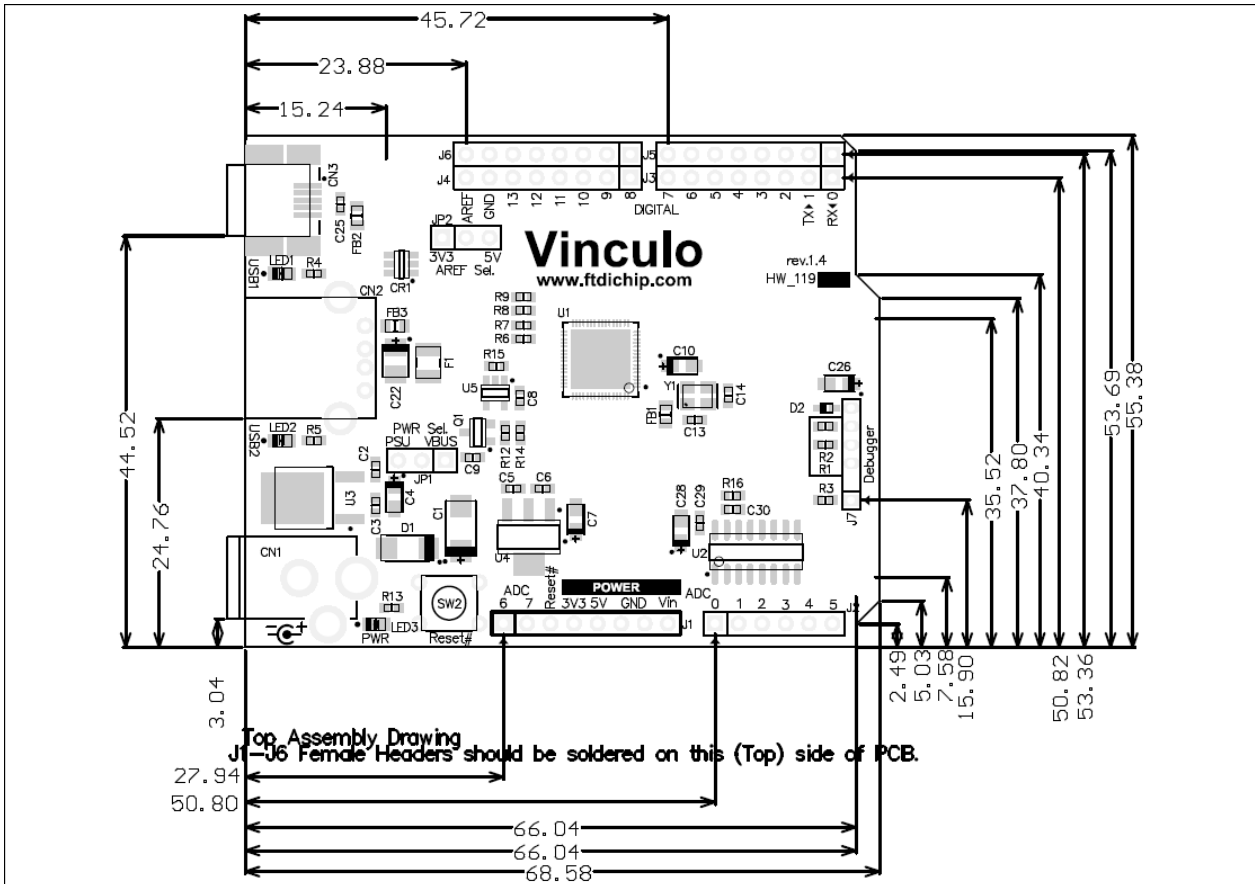 45.72
23.88
15.24
J6
J5
J4
J3
AREF
GND
13
12
11
10
9
8
7
6
5
4
3
2
TX▶1
RX◀0
DIGITAL
CN3
C25
FB2
JP2
3V3
5V
AREF Sel.
Vinculo
www.ftdichip.com
rev.1.4
HW_119
USB1
LED1
R4
CR1
CN2
R9
R8
R7
R6
U1
FB3
C22
F1
R15
U5
C8
C10
Y1
C14
FB1
C13
C26
D2
R2
R1
Debugger
R3
J7
USB2
LED2
R5
PWR Sel.
PSU
VBUS
JP1
Q1
C9
R12
R14
C2
U3
C3
C4
C1
C5
C6
C7
C28
C29
R16
C30
D1
U4
U2
CN1
R13
PWR
LED3
SW2
Reset#
ADC
6
7
Reset#
POWER
3V3
5V
GND
Vin
J1
ADC
0
1
2
3
4
5
J2
44.52
24.76
3.04
2.49
5.03
7.58
15.90
35.52
37.80
40.34
50.82
53.36
53.69
55.38
Top Assembly Drawing
J1-J6 Female Headers should be soldered on this (Top) side of PCB.
27.94
50.80
66.04
66.04
68.58